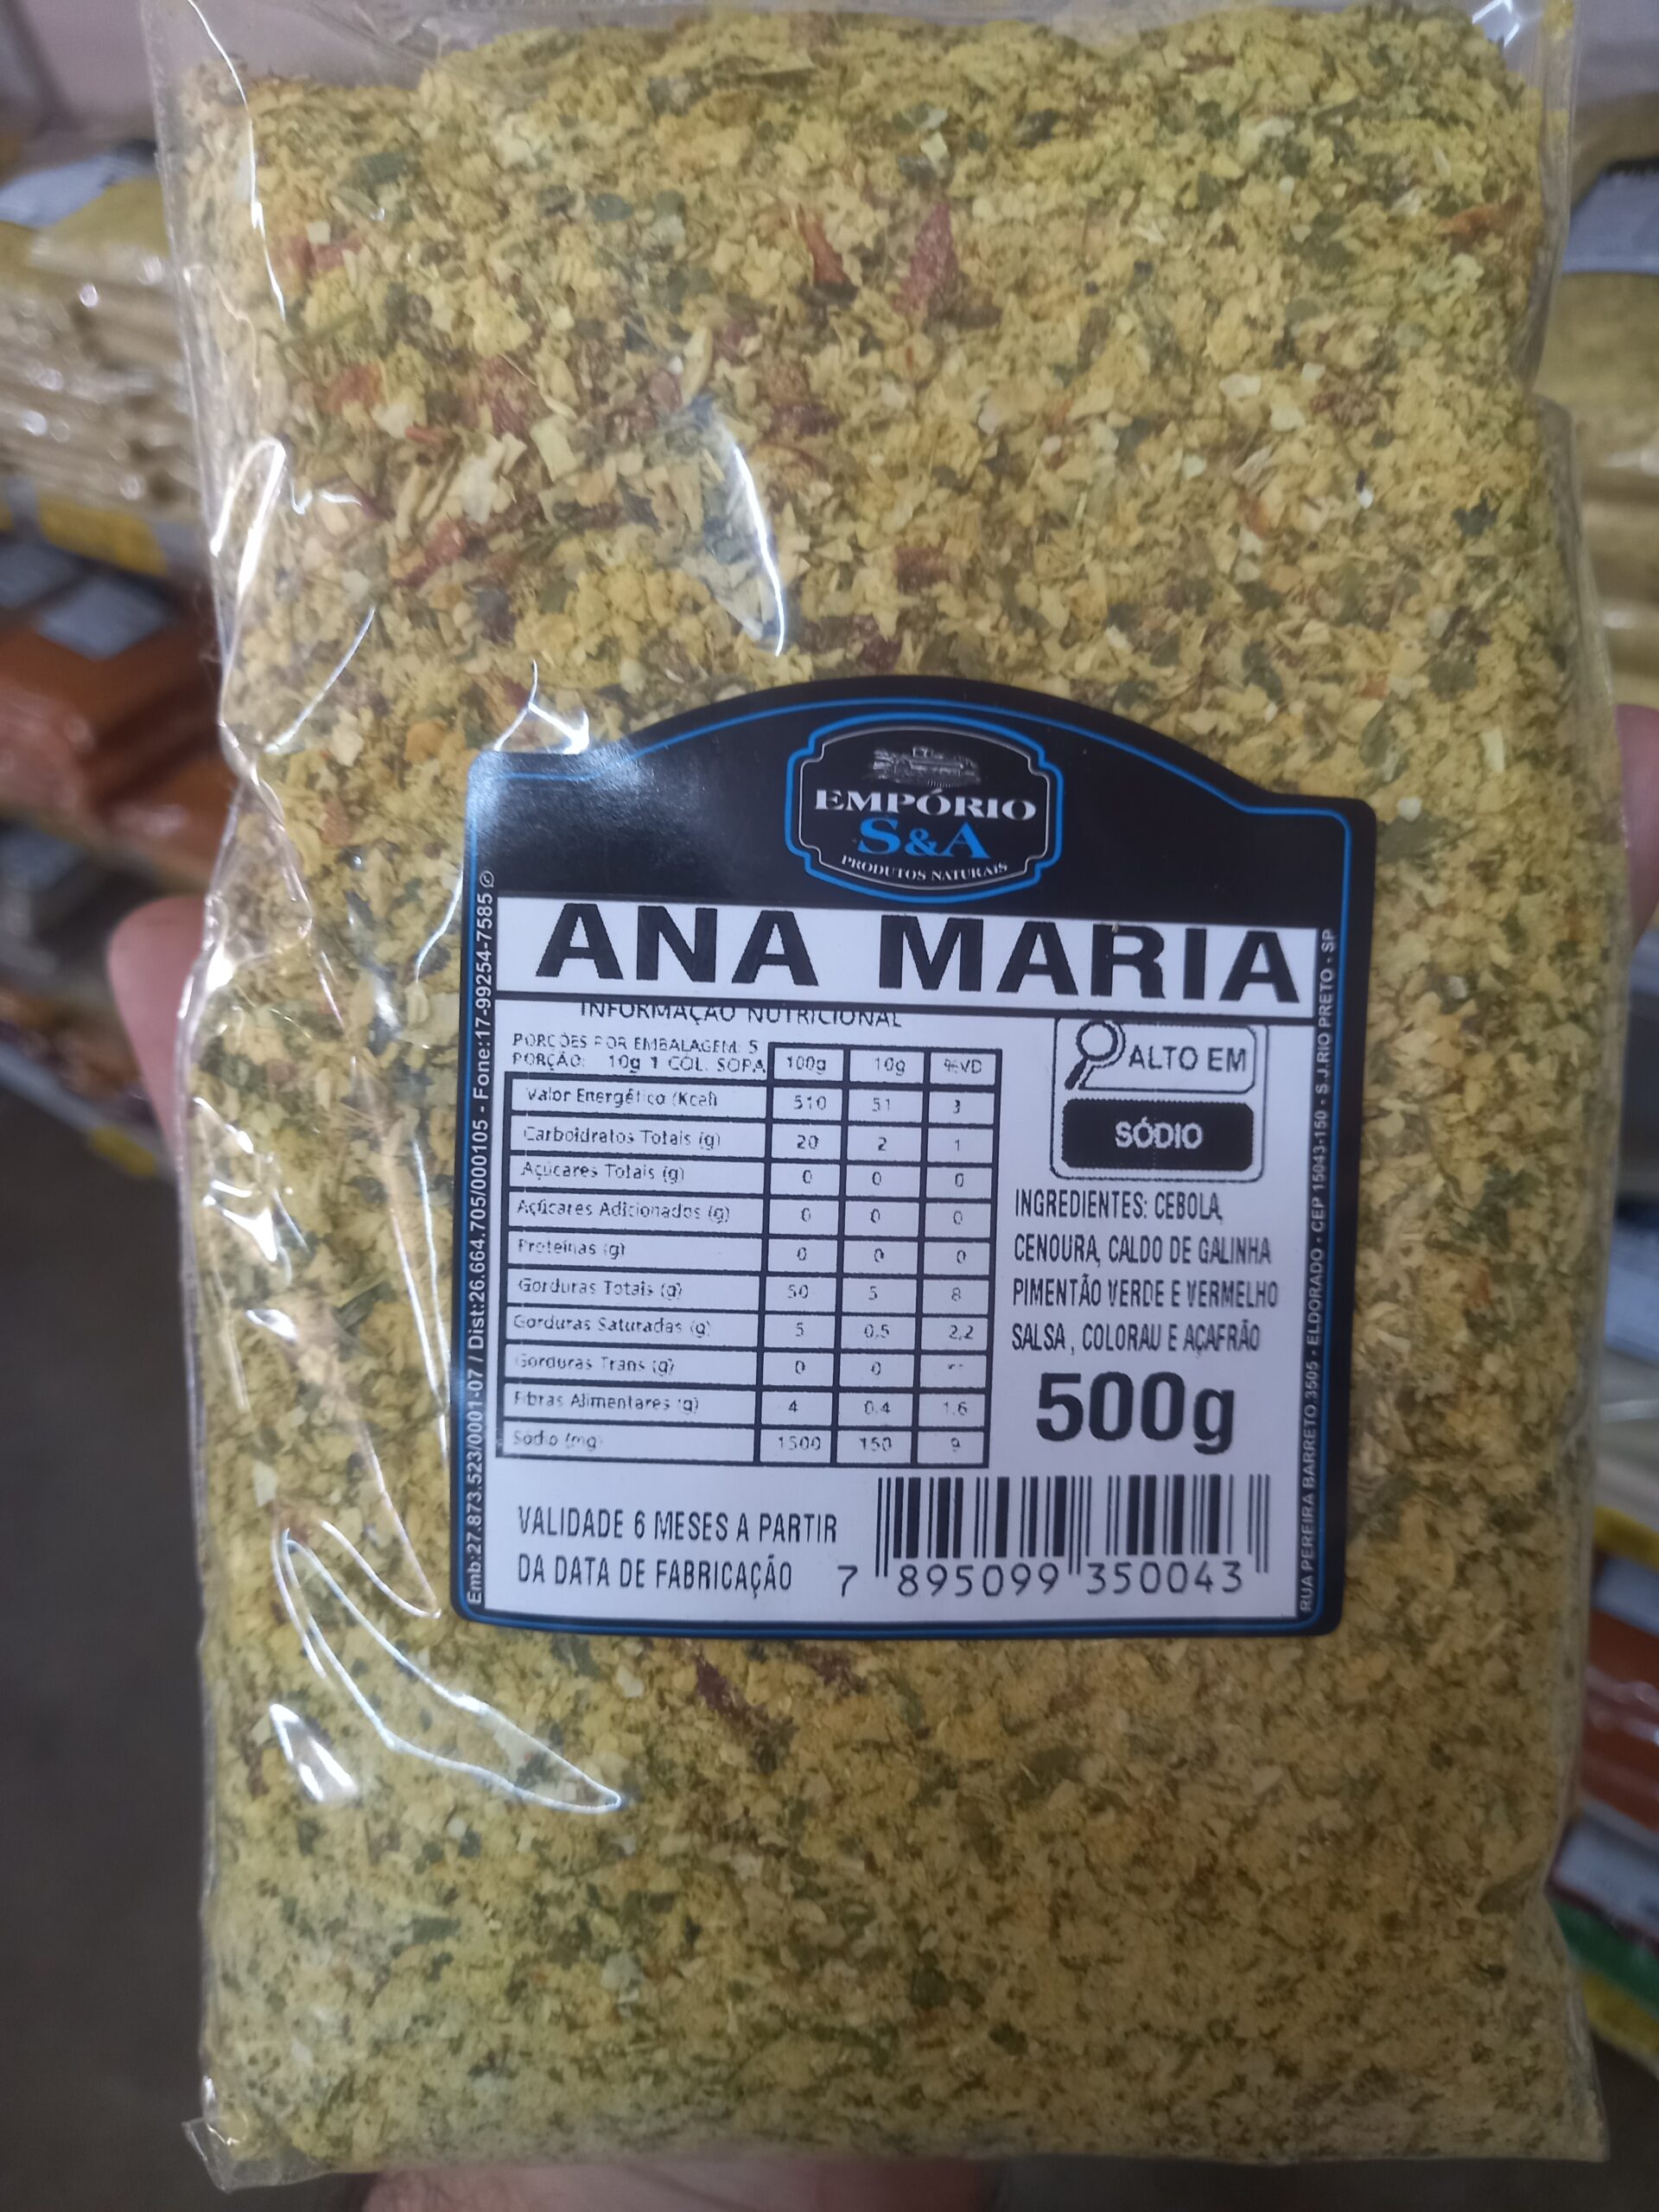 EMPÓRIO
S&A
PRODUTOS NATURAIS
ANA MARIA
INFORMAÇÃO NUTRICIONAL
PORÇÕES POR EMBALAGEM: 5
PORÇÃO: 10g 1 COL. SOPA
100g 10g %VD
Valor Energético (Kcal) 510 51 3
Carboidratos Totais (g) 20 2 1
Açúcares Totais (g) 0 0 0
Açúcares Adicionados (g) 0 0 0
Proteínas (g) 0 0 0
Gorduras Totais (g) 50 5 8
Gorduras Saturadas (g) 5 0,5 2,2
Gorduras Trans (g) 0 0 --
Fibras Alimentares (g) 4 0,4 1,6
Sódio (mg) 1500 150 9
ALTO EM
SÓDIO
INGREDIENTES: CEBOLA,
CENOURA, CALDO DE GALINHA
PIMENTÃO VERDE E VERMELHO
SALSA , COLORAU E AÇAFRÃO
500g
VALIDADE 6 MESES A PARTIR
DA DATA DE FABRICAÇÃO
7 895099 350043
Emb:27.873.523/0001-07 / Dist:26.664.705/000105 - Fone:17-99254-7585
RUA PEREIRA BARRETO, 3505 - ELDORADO - CEP 15043-150 - S.J.RIO PRETO - SP